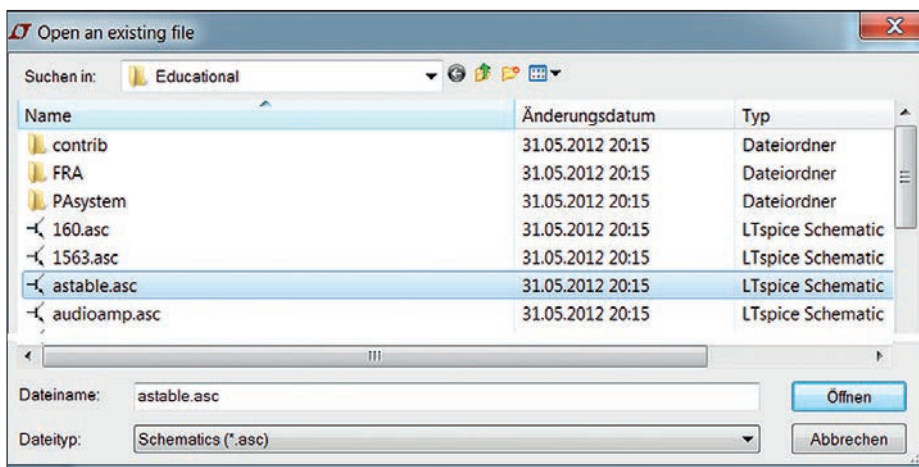 Open an existing file
Suchen in: Educational
Name Änderungsdatum Typ
contrib 31.05.2012 20:15 Dateiordner
FRA 31.05.2012 20:15 Dateiordner
PAsystem 31.05.2012 20:15 Dateiordner
160.asc 31.05.2012 20:15 LTspice Schematic
1563.asc 31.05.2012 20:15 LTspice Schematic
astable.asc 31.05.2012 20:15 LTspice Schematic
audioamp.asc 31.05.2012 20:15 LTspice Schematic
Dateiname: astable.asc Öffnen
Dateityp: Schematics (*.asc) Abbrechen